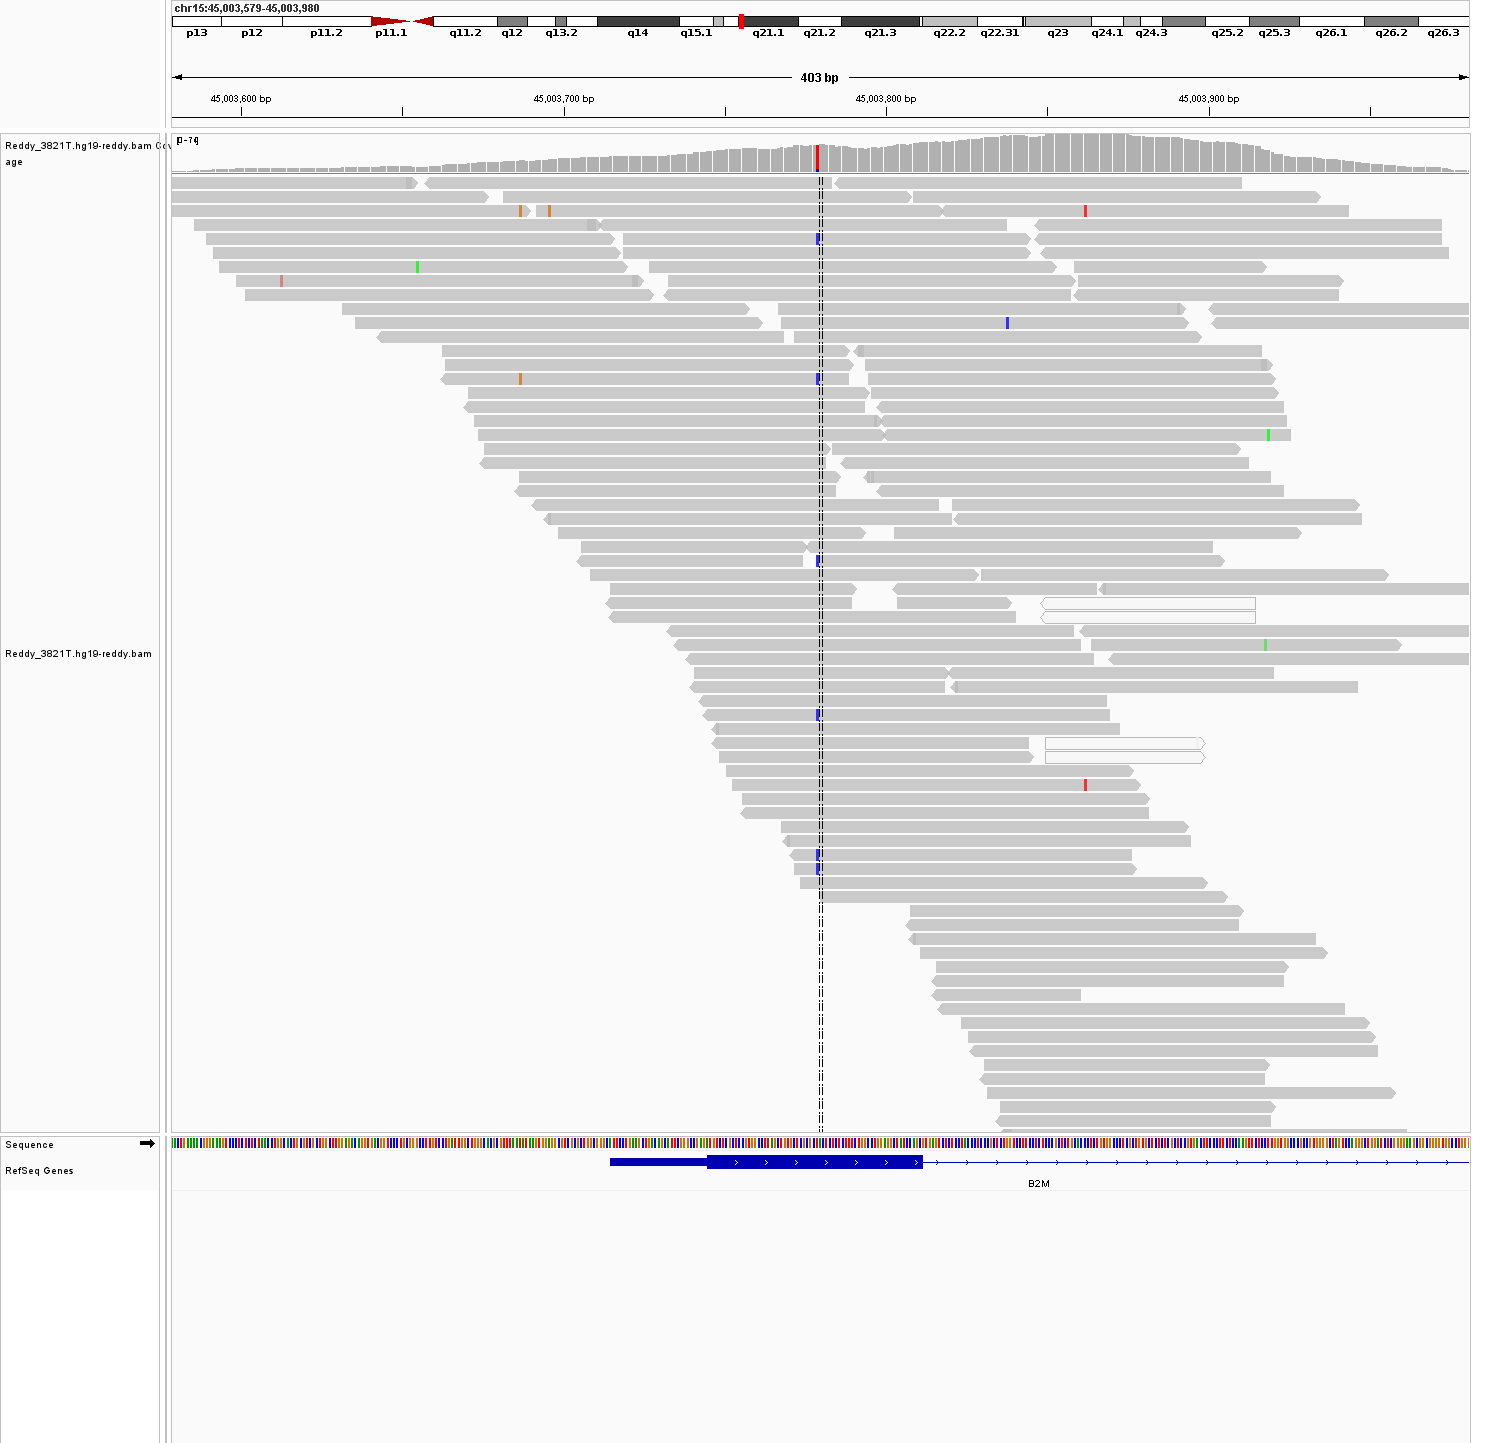 chr15:45,003,579-45,003,980
p13 p12 p11.2 p11.1 q11.2 q12 q13.2 q14 q15.1 q21.1 q21.2 q21.3 q22.2 q22.31 q23 q24.1 q24.3 q25.2 q25.3 q26.1 q26.2 q26.3
403 bp
45,003,600 bp 45,003,700 bp 45,003,800 bp 45,003,900 bp
[0 - 74]
Reddy_3821T.hg19-reddy.bam Cov
age
Reddy_3821T.hg19-reddy.bam
Sequence
RefSeq Genes
B2M